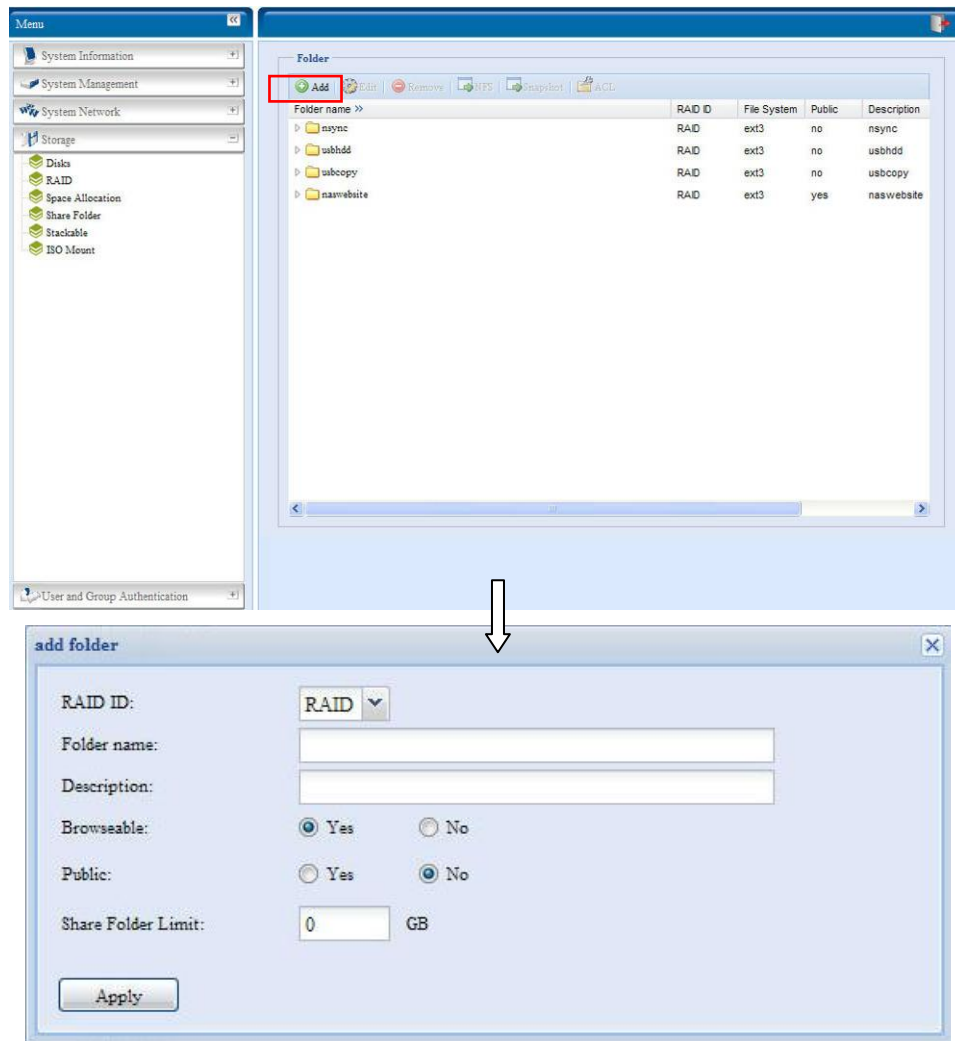 Menu
System Information
System Management
System Network
Storage
Disks
RAID
Space Allocation
Share Folder
Stackable
ISO Mount
User and Group Authentication
Folder
Add Edit Remove NFS Snapshot ACL
Folder name >> RAID ID File System Public Description
nsync RAID ext3 no nsync
usbhdd RAID ext3 no usbhdd
usbcopy RAID ext3 no usbcopy
naswebsite RAID ext3 yes naswebsite
add folder
RAID ID: RAID
Folder name:
Description:
Browseable: Yes No
Public: Yes No
Share Folder Limit: 0 GB
Apply